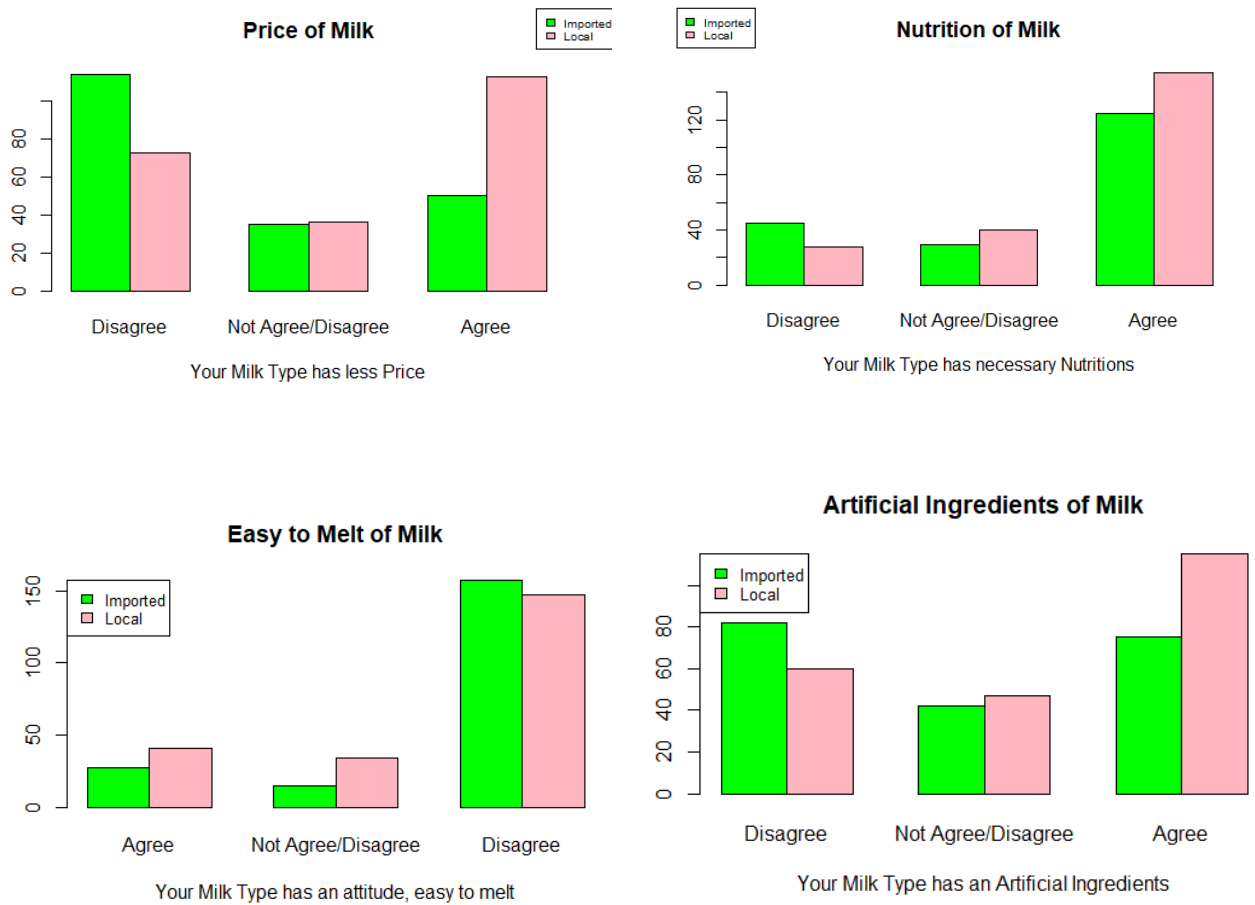 Price of Milk
Imported
Local
80
60
40
20
0
Disagree
Not Agree/Disagree
Agree
Your Milk Type has less Price
Imported
Local
Nutrition of Milk
120
80
40
0
Disagree
Not Agree/Disagree
Agree
Your Milk Type has necessary Nutritions
Easy to Melt of Milk
Imported
Local
150
100
50
0
Agree
Not Agree/Disagree
Disagree
Your Milk Type has an attitude, easy to melt
Artificial Ingredients of Milk
Imported
Local
80
60
40
20
0
Disagree
Not Agree/Disagree
Agree
Your Milk Type has an Artificial Ingredients